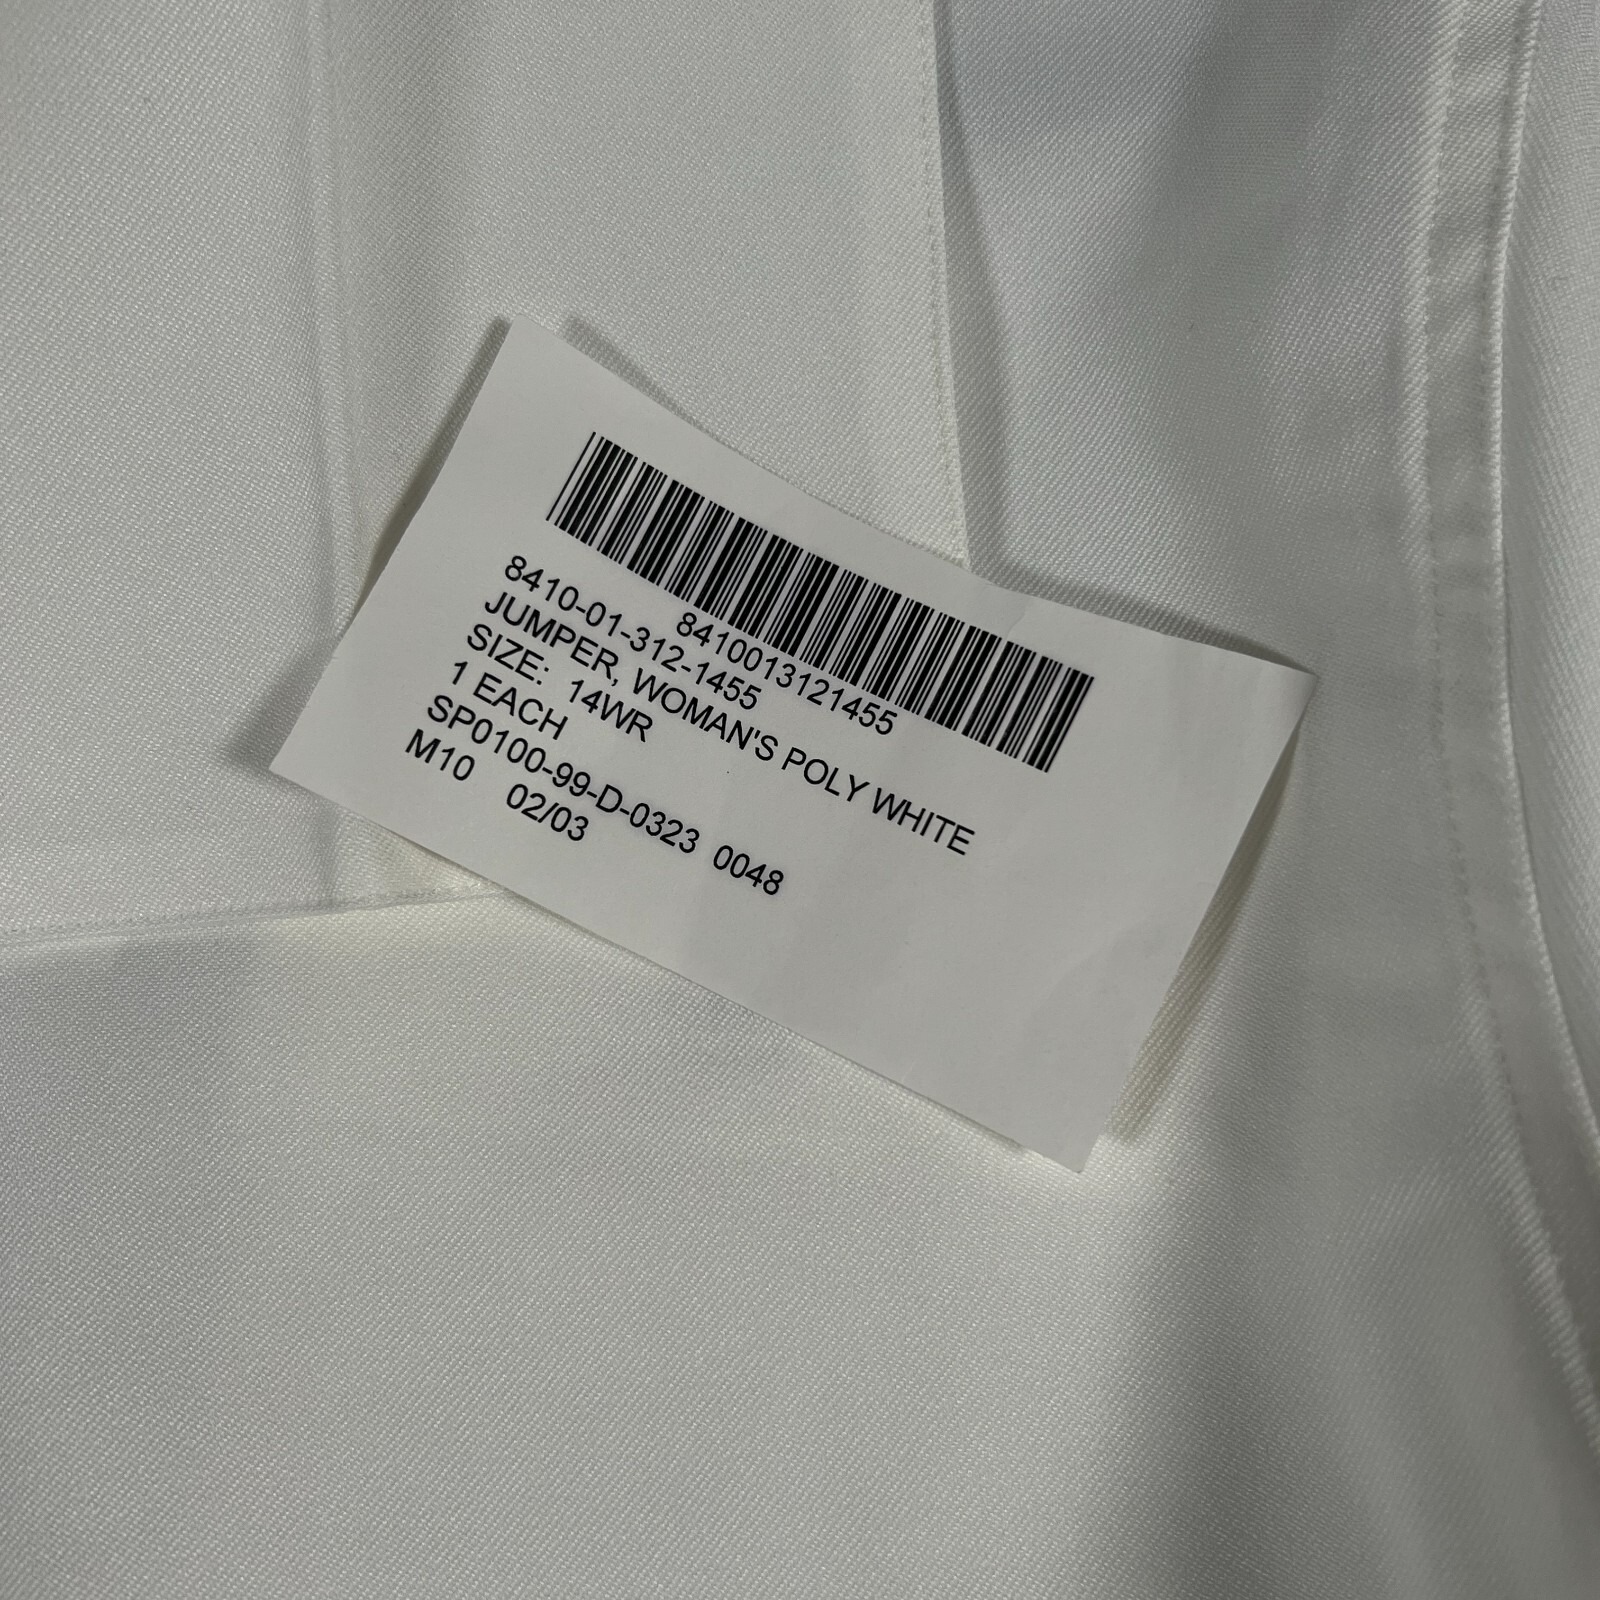 8410013121455
8410-01-312-1455
JUMPER, WOMAN'S POLY WHITE
SIZE: 14WR
1 EACH
SP0100-99-D-0323 0048
M10 02/03